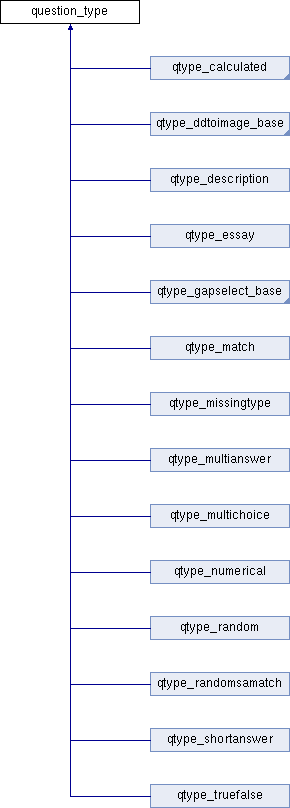 question_type
qtype_calculated
qtype_ddtoimage_base
qtype_description
qtype_essay
qtype_gapselect_base
qtype_match
qtype_missingtype
qtype_multianswer
qtype_multichoice
qtype_numerical
qtype_random
qtype_randomsamatch
qtype_shortanswer
qtype_truefalse